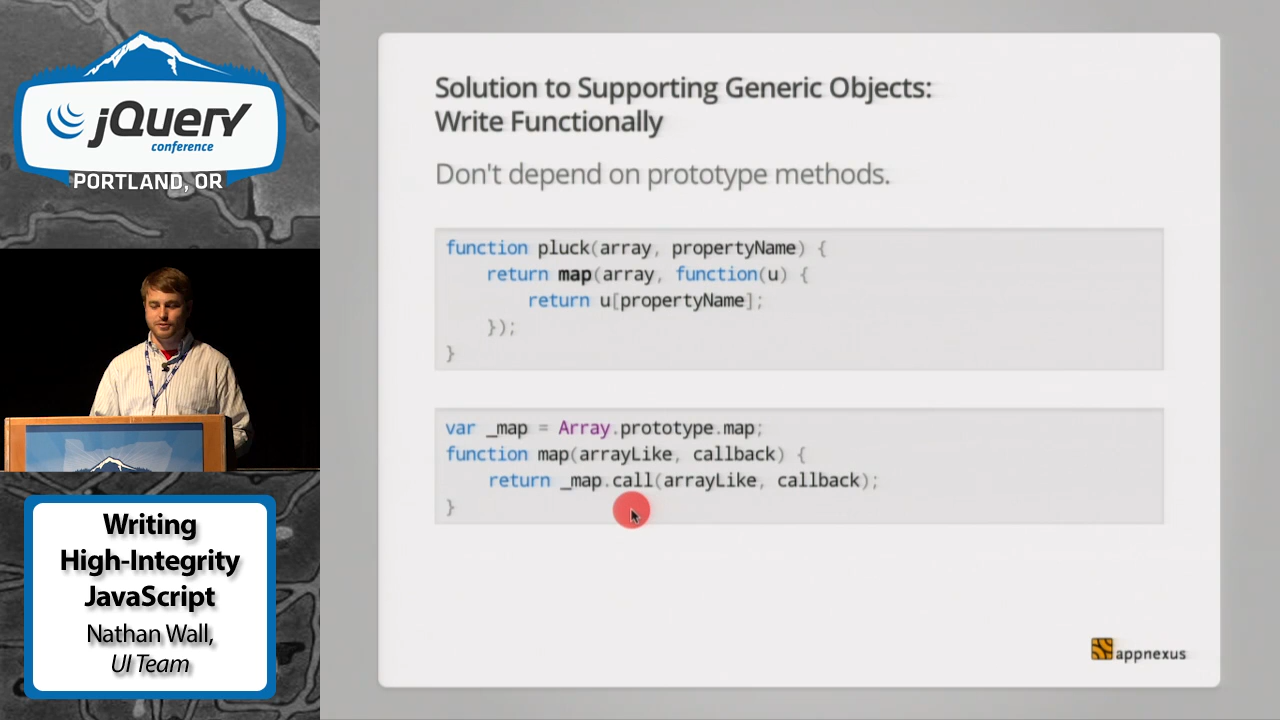 jQuery
conference
PORTLAND, OR
Writing
High-Integrity
JavaScript
Nathan Wall,
UI Team
Solution to Supporting Generic Objects:
Write Functionally
Don't depend on prototype methods.
function pluck(array, propertyName) {
    return map(array, function(u) {
        return u[propertyName];
    });
}
var _map = Array.prototype.map;
function map(arrayLike, callback) {
    return _map.call(arrayLike, callback);
}
appnexus